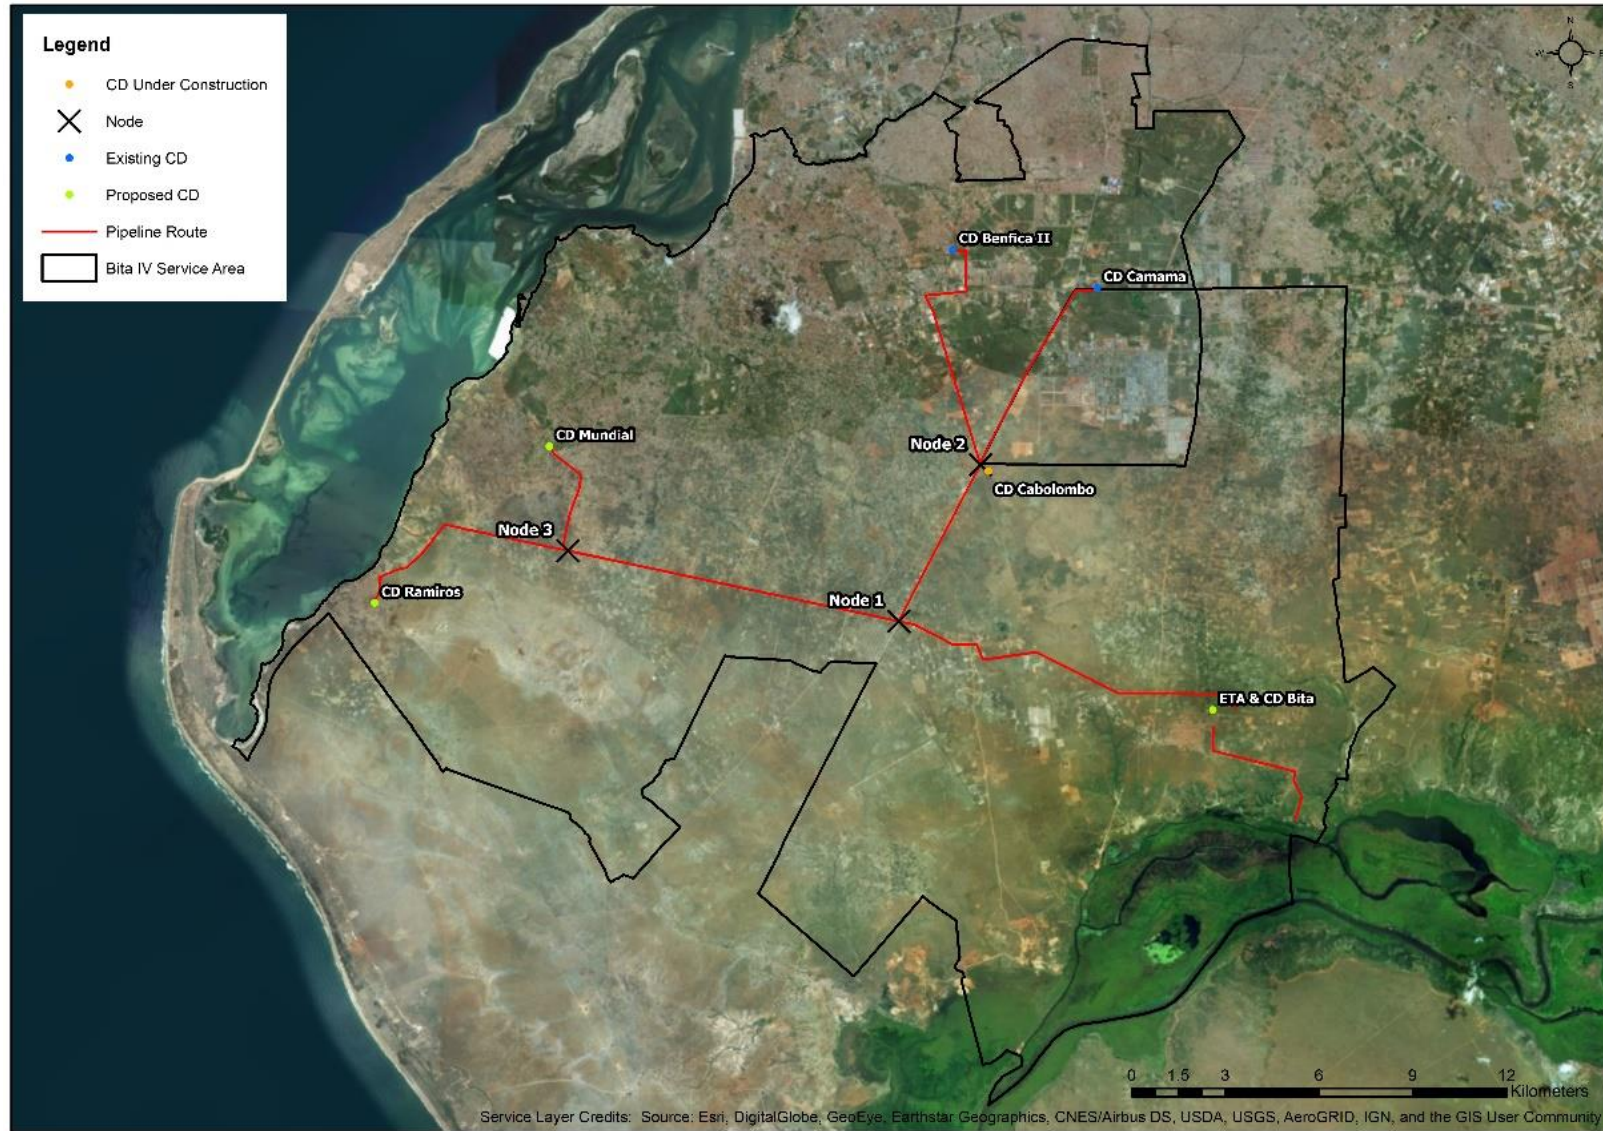 Legend
CD Under Construction
Node
Existing CD
Proposed CD
Pipeline Route
Bita IV Service Area
N
W
S
CD Benfica II
CD Camama
CD Mundial
Node 2
CD Cabolombo
Node 3
CD Ramiros
Node 1
ETA & CD Bita
0 1.5 3 6 9 12
Kilometers
Service Layer Credits: Source: Esri, DigitalGlobe, GeoEye, Earthstar Geographics, CNES/Airbus DS, USDA, USGS, AeroGRID, IGN, and the GIS User Community